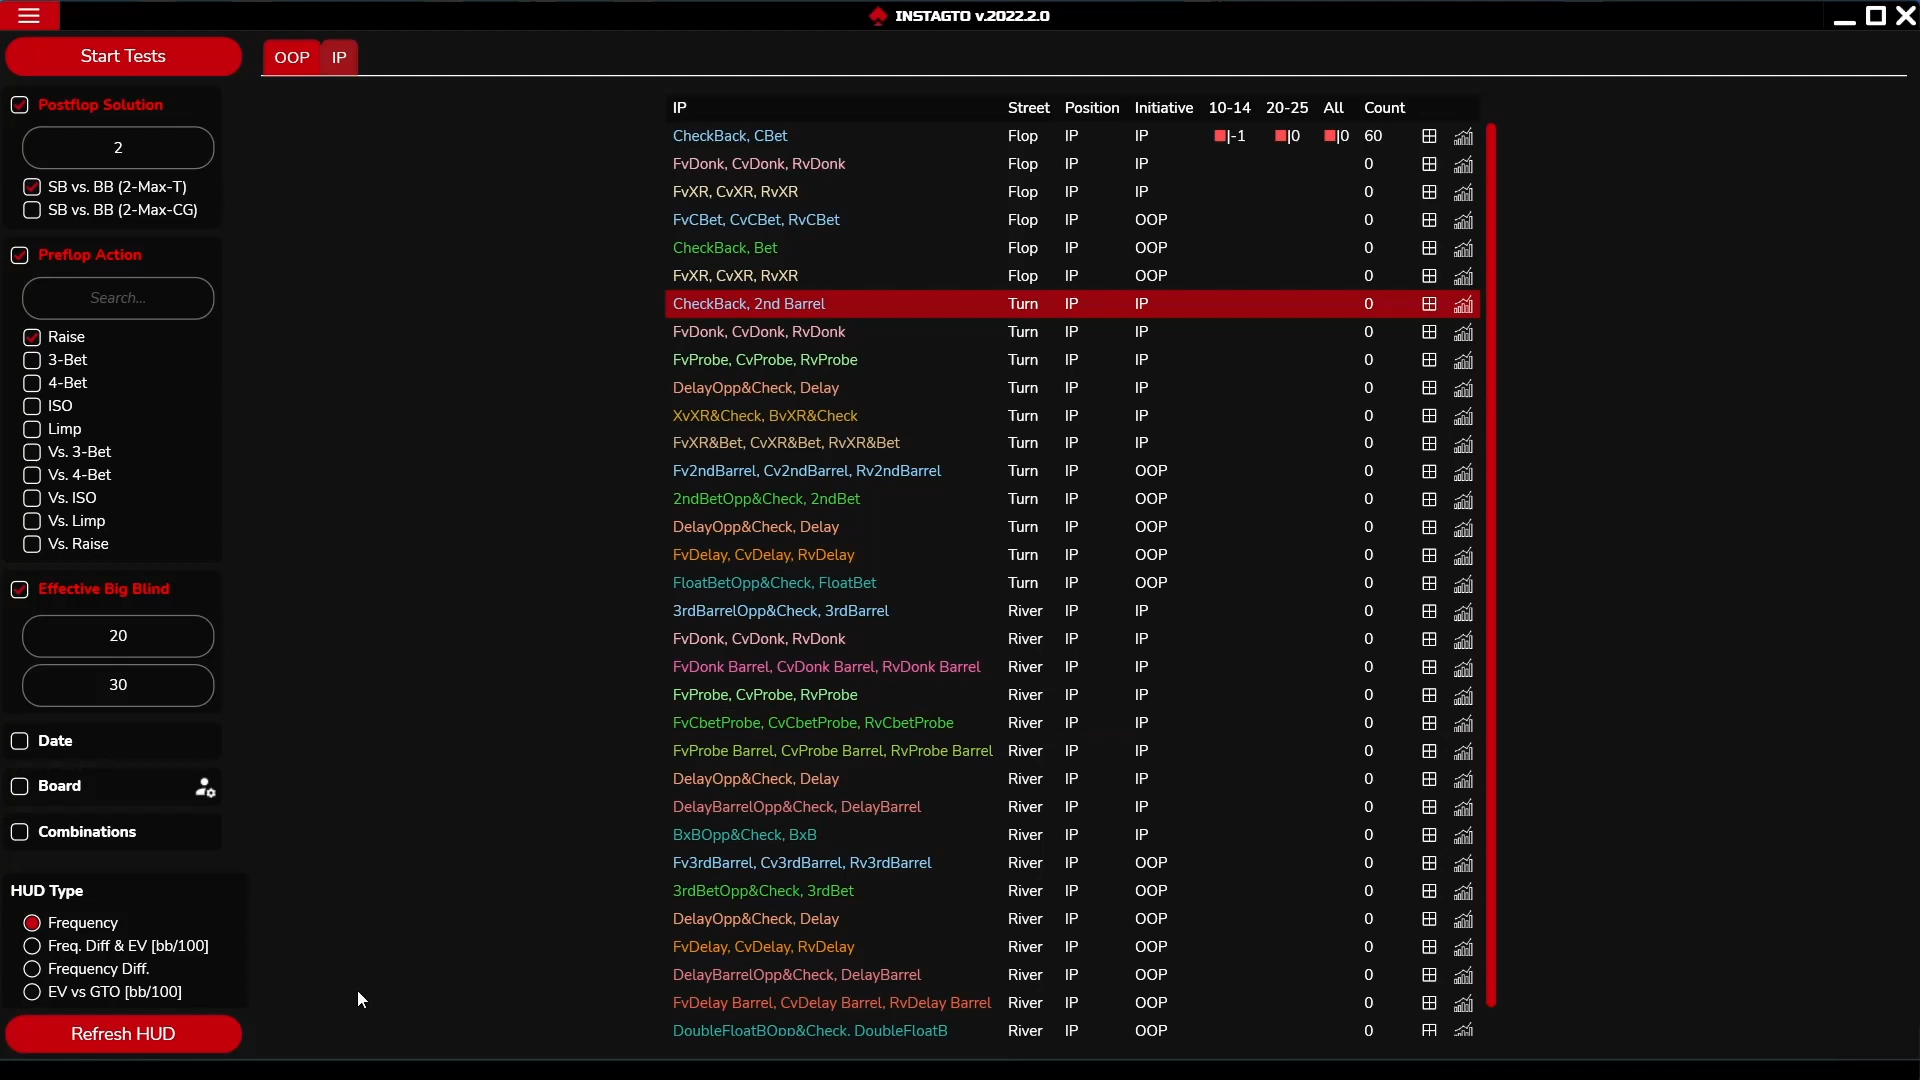 INSTAGTO v.2022.2.0
Start Tests
OOP IP
Postflop Solution
2
SB vs. BB (2-Max-T)
SB vs. BB (2-Max-CG)
Preflop Action
Search...
Raise
3-Bet
4-Bet
ISO
Limp
Vs. 3-Bet
Vs. 4-Bet
Vs. ISO
Vs. Limp
Vs. Raise
Effective Big Blind
20
30
Date
Board
Combinations
HUD Type
Frequency
Freq. Diff & EV [bb/100]
Frequency Diff.
EV vs GTO [bb/100]
Refresh HUD
IP Street Position Initiative 10-14 20-25 All Count
CheckBack, CBet Flop IP IP |-1 |0 |0 60
FvDonk, CvDonk, RvDonk Flop IP IP 0
FvXR, CvXR, RvXR Flop IP IP 0
FvCBet, CvCBet, RvCBet Flop IP OOP 0
CheckBack, Bet Flop IP OOP 0
FvXR, CvXR, RvXR Flop IP OOP 0
CheckBack, 2nd Barrel Turn IP IP 0
FvDonk, CvDonk, RvDonk Turn IP IP 0
FvProbe, CvProbe, RvProbe Turn IP IP 0
DelayOpp&Check, Delay Turn IP IP 0
XvXR&Check, BvXR&Check Turn IP IP 0
FvXR&Bet, CvXR&Bet, RvXR&Bet Turn IP IP 0
Fv2ndBarrel, Cv2ndBarrel, Rv2ndBarrel Turn IP OOP 0
2ndBetOpp&Check, 2ndBet Turn IP OOP 0
DelayOpp&Check, Delay Turn IP OOP 0
FvDelay, CvDelay, RvDelay Turn IP OOP 0
FloatBetOpp&Check, FloatBet Turn IP OOP 0
3rdBarrelOpp&Check, 3rdBarrel River IP IP 0
FvDonk, CvDonk, RvDonk River IP IP 0
FvDonk Barrel, CvDonk Barrel, RvDonk Barrel River IP IP 0
FvProbe, CvProbe, RvProbe River IP IP 0
FvCbetProbe, CvCbetProbe, RvCbetProbe River IP IP 0
FvProbe Barrel, CvProbe Barrel, RvProbe Barrel River IP IP 0
DelayOpp&Check, Delay River IP IP 0
DelayBarrelOpp&Check, DelayBarrel River IP IP 0
BxBOpp&Check, BxB River IP IP 0
Fv3rdBarrel, Cv3rdBarrel, Rv3rdBarrel River IP OOP 0
3rdBetOpp&Check, 3rdBet River IP OOP 0
DelayOpp&Check, Delay River IP OOP 0
FvDelay, CvDelay, RvDelay River IP OOP 0
DelayBarrelOpp&Check, DelayBarrel River IP OOP 0
FvDelay Barrel, CvDelay Barrel, RvDelay Barrel River IP OOP 0
DoubleFloatBOpp&Check, DoubleFloatB River IP OOP 0